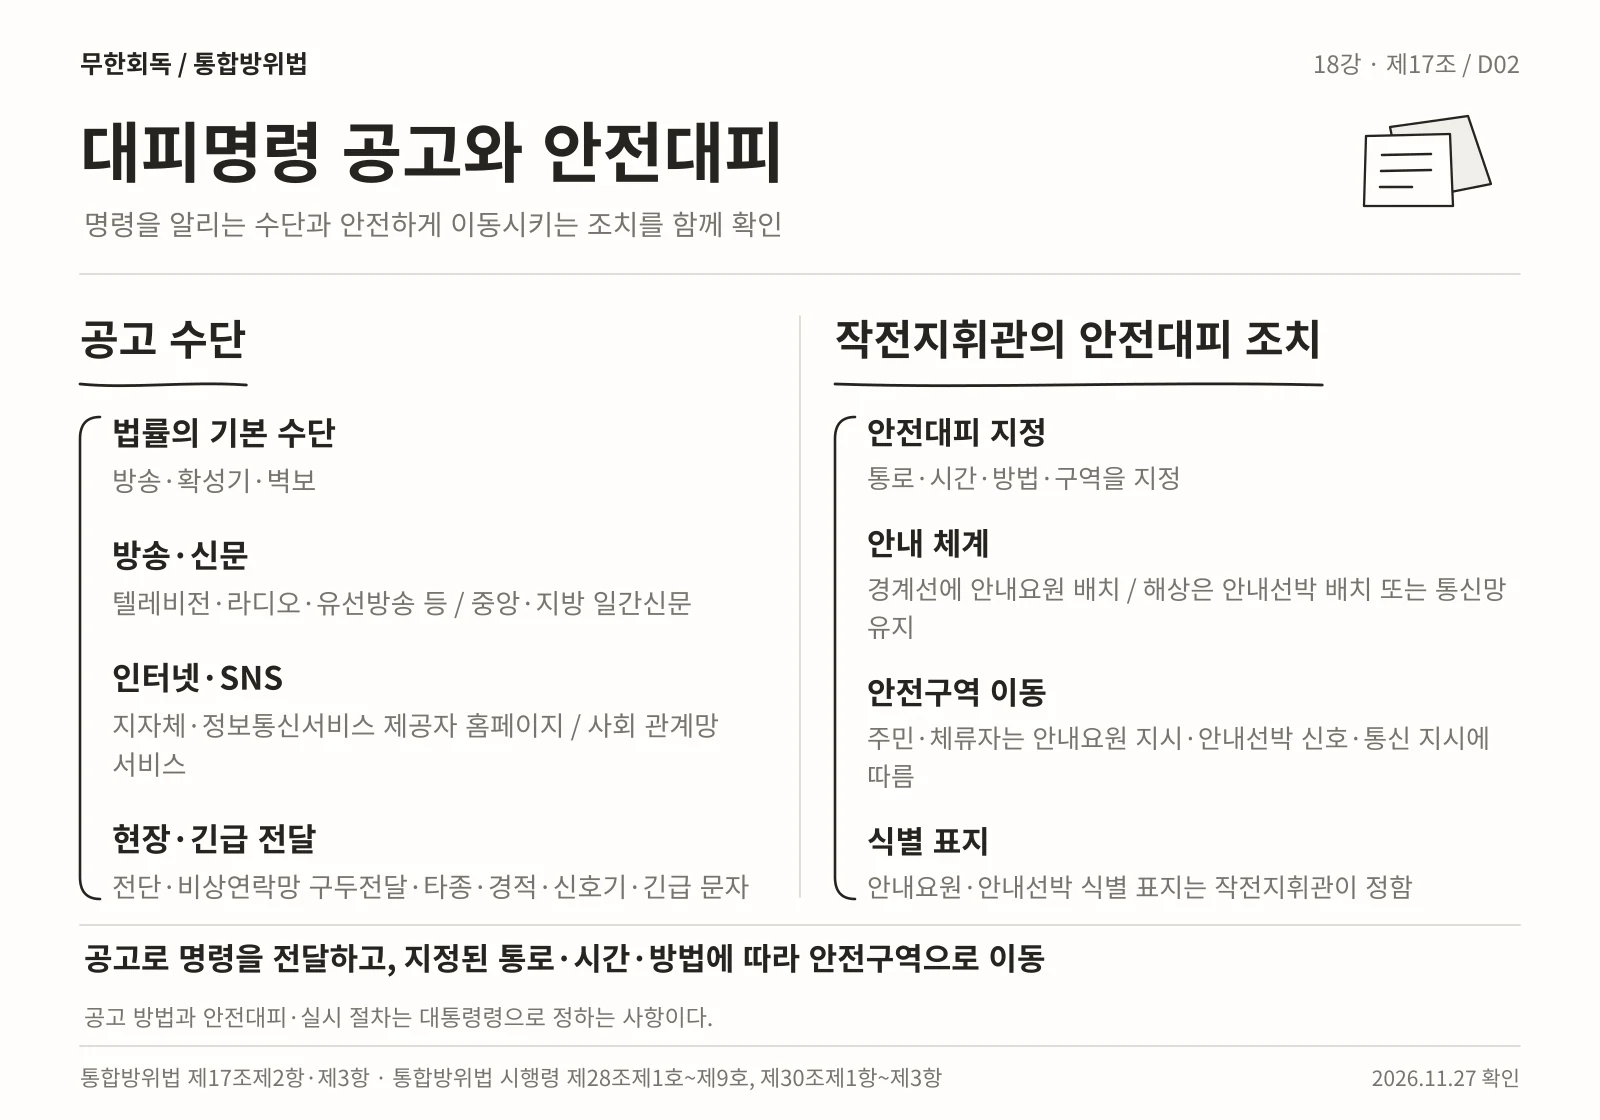 무한회독 / 통합방위법
18강 · 제17조 / D02
대피명령 공고와 안전대피
명령을 알리는 수단과 안전하게 이동시키는 조치를 함께 확인
공고 수단
법률의 기본 수단
방송·확성기·벽보
방송·신문
텔레비전·라디오·유선방송 등 / 중앙·지방 일간신문
인터넷·SNS
지자체·정보통신서비스 제공자 홈페이지 / 사회 관계망
서비스
현장·긴급 전달
전단·비상연락망 구두전달·타종·경적·신호기·긴급 문자
작전지휘관의 안전대피 조치
안전대피 지정
통로·시간·방법·구역을 지정
안내 체계
경계선에 안내요원 배치 / 해상은 안내선박 배치 또는 통신망
유지
안전구역 이동
주민·체류자는 안내요원 지시·안내선박 신호·통신 지시에
따름
식별 표지
안내요원·안내선박 식별 표지는 작전지휘관이 정함
공고로 명령을 전달하고, 지정된 통로·시간·방법에 따라 안전구역으로 이동
공고 방법과 안전대피·실시 절차는 대통령령으로 정하는 사항이다.
통합방위법 제17조제2항·제3항 · 통합방위법 시행령 제28조제1호~제9호, 제30조제1항~제3항
2026.11.27 확인